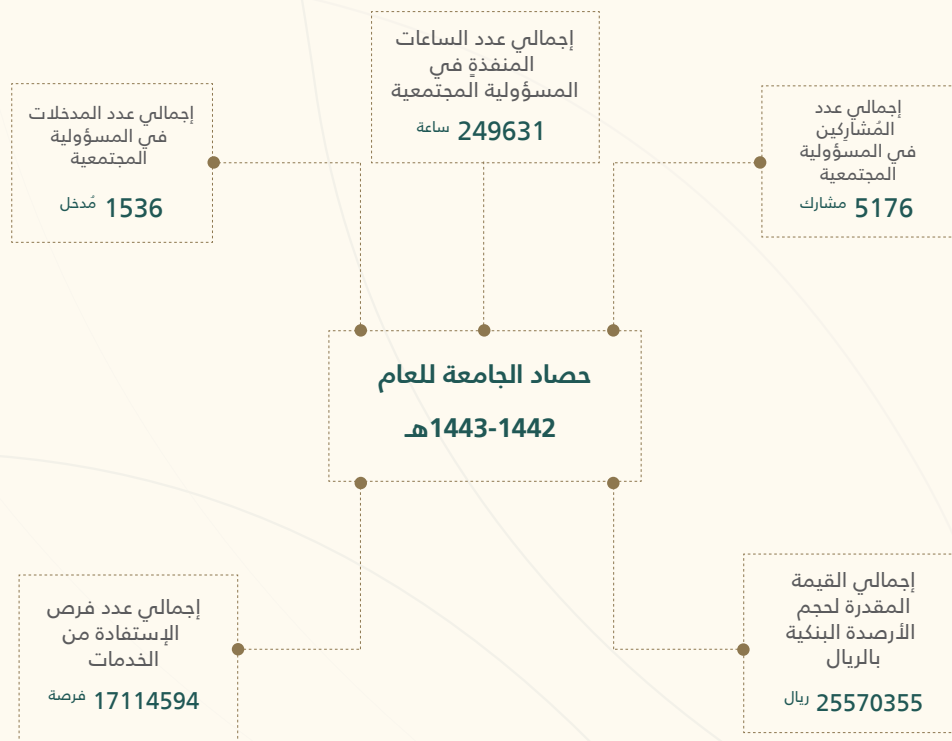 إجمالي عدد الساعات
المنفذةِ في
المسؤولية المجتمعية
249631 ساعة
إجمالي عدد
المُشارِكين
في المسؤولية
المجتمعية
5176 مشارك
إجمالي عدد المدخلات
في المسؤولية
المجتمعية
1536 مُدخل
حصاد الجامعة للعام
1442-1443هـ
إجمالي القيمة
المقدرة لحجم
الأرصدة البنكية
بالريال
25570355 ريال
إجمالي عدد فرص
الإستفادة من
الخدمات
17114594 فرصة